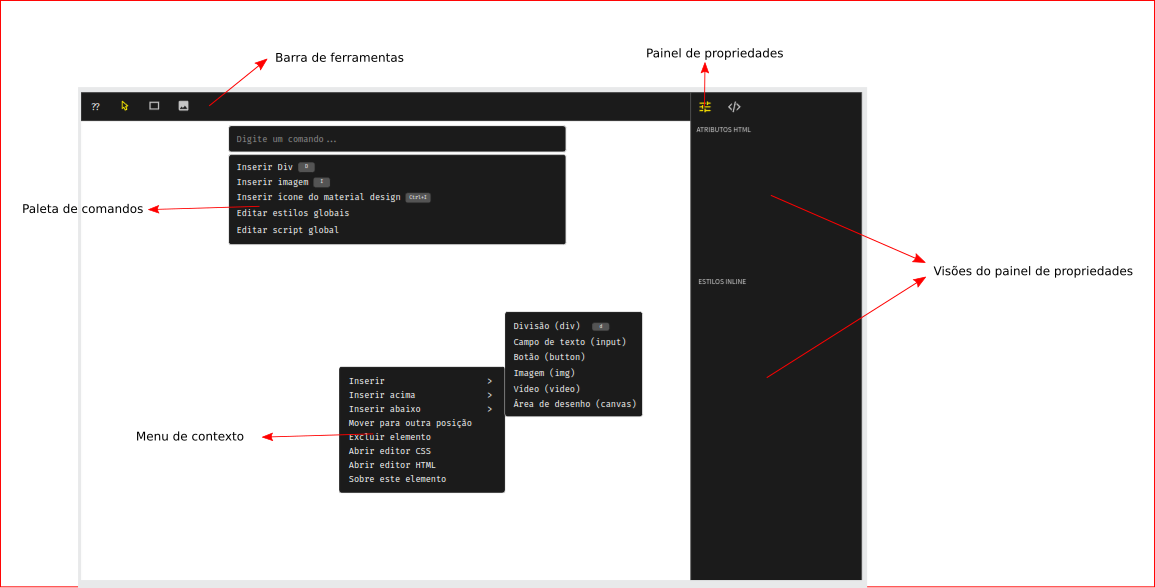 Barra de ferramentas
Painel de propriedades
??
</>
ATRIBUTOS HTML
Digite um comando...
Inserir Div D
Inserir imagem I
Inserir icone do material design Ctrl+I
Editar estilos globais
Editar script global
Paleta de comandos
Visões do painel de propriedades
ESTILOS INLINE
Divisão (div) d
Campo de texto (input)
Botão (button)
Imagem (img)
Video (video)
Área de desenho (canvas)
Inserir >
Inserir acima >
Inserir abaixo >
Mover para outra posição
Excluir elemento
Abrir editor CSS
Abrir editor HTML
Sobre este elemento
Menu de contexto